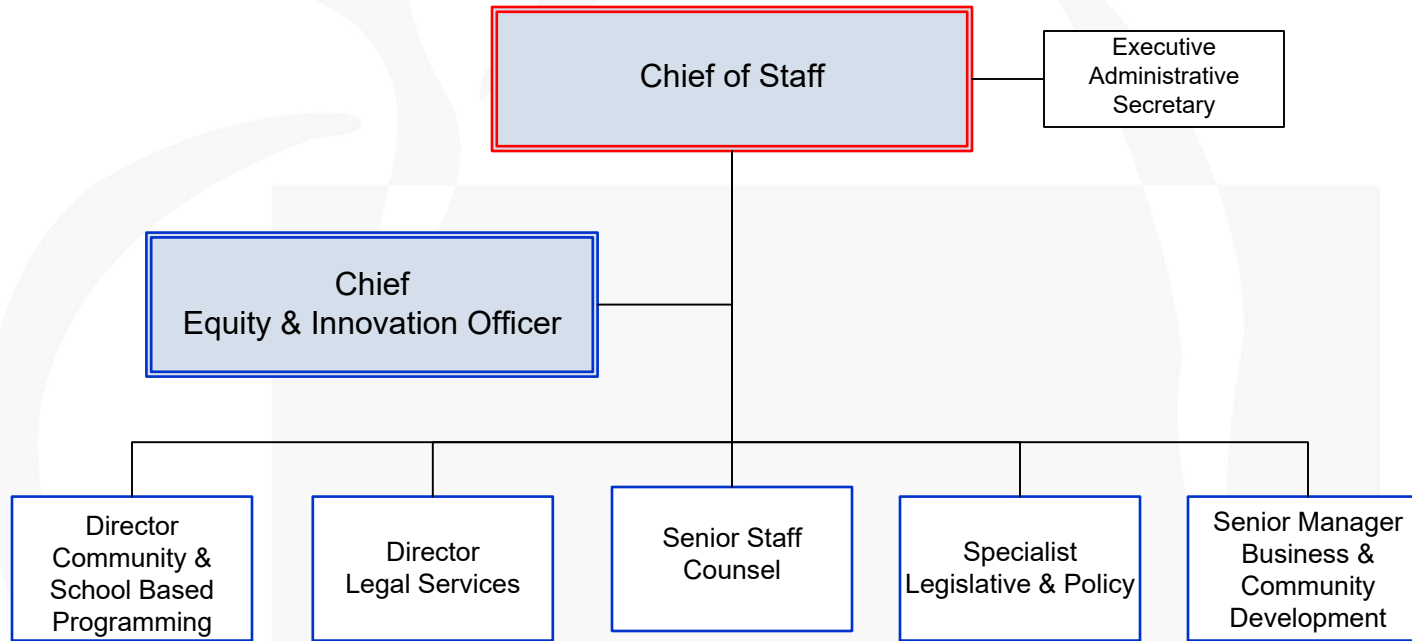 Chief of Staff
Executive
Administrative
Secretary
Chief
Equity & Innovation Officer
Director
Community &
School Based
Programming
Director
Legal Services
Senior Staff
Counsel
Specialist
Legislative & Policy
Senior Manager
Business &
Community
Development